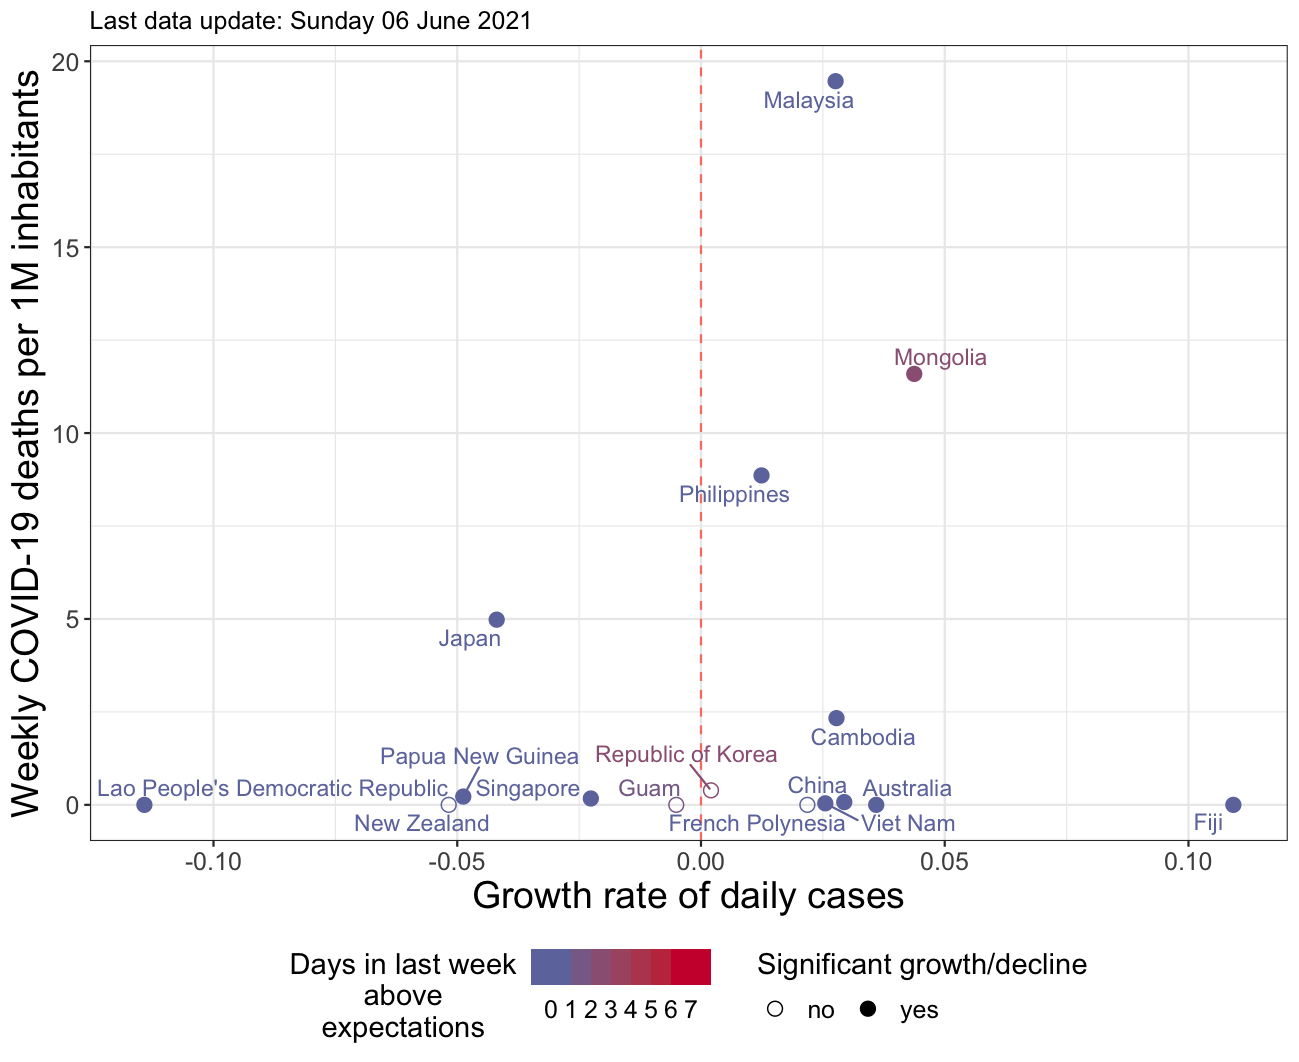 Last data update: Sunday 06 June 2021
Weekly COVID-19 deaths per 1M inhabitants
20
15
10
5
0
Malaysia
Mongolia
Philippines
Japan
Cambodia
Papua New Guinea
Republic of Korea
Lao People's Democratic Republic
Singapore
Guam
China
Australia
New Zealand
French Polynesia
Viet Nam
Fiji
-0.10
-0.05
0.00
0.05
0.10
Growth rate of daily cases
Days in last week
above
expectations
0 1 2 3 4 5 6 7
Significant growth/decline
no
yes